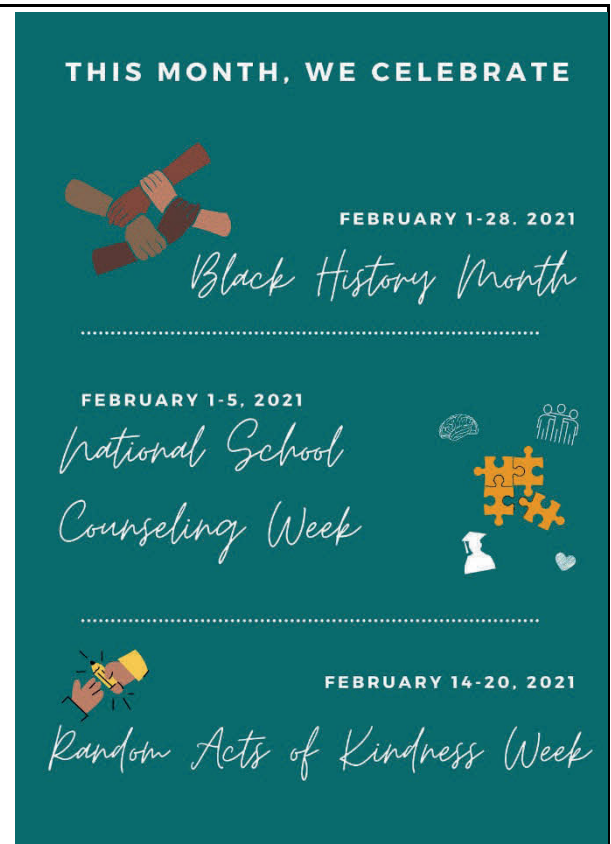 THIS MONTH, WE CELEBRATE
FEBRUARY 1-28. 2021
Black History Month
FEBRUARY 1-5, 2021
National School
Counseling Week
FEBRUARY 14-20, 2021
Random Acts of Kindness Week